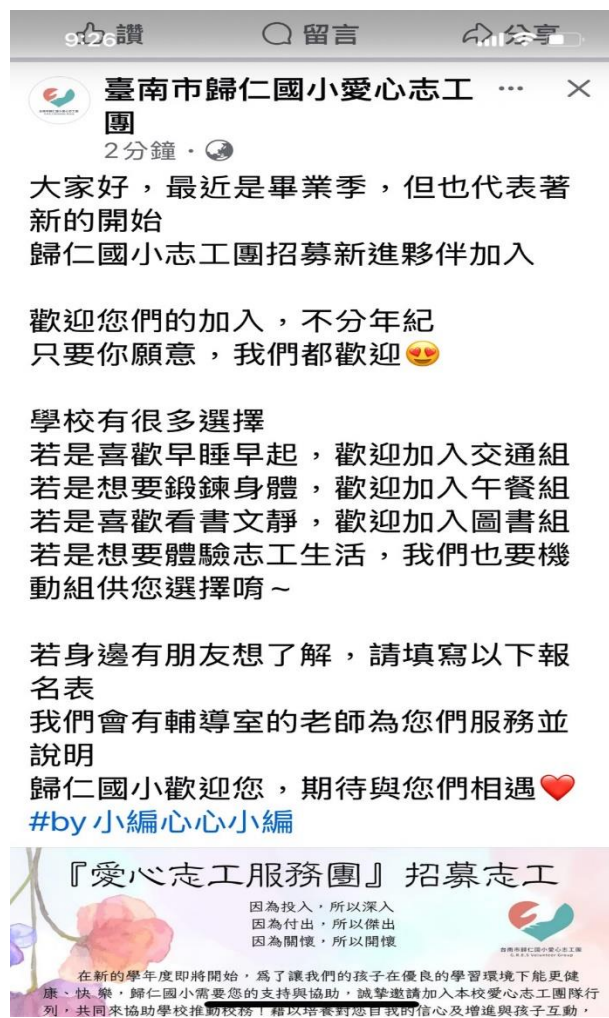 9:26
讚 留言 分享
臺南市歸仁國小愛心志工 ... ×
團
2分鐘 ·
大家好，最近是畢業季，但也代表著
新的開始
歸仁國小志工團招募新進夥伴加入
歡迎您們的加入，不分年紀
只要你願意，我們都歡迎😍
學校有很多選擇
若是喜歡早睡早起，歡迎加入交通組
若是想要鍛鍊身體，歡迎加入午餐組
若是喜歡看書文靜，歡迎加入圖書組
若是想要體驗志工生活，我們也要機
動組供您選擇唷~
若身邊有朋友想了解，請填寫以下報
名表
我們會有輔導室的老師為您們服務並
說明
歸仁國小歡迎您，期待與您們相遇❤️
#by小編心心小編
『愛心志工服務團』招募志工
因為投入，所以深入
因為付出，所以傑出
因為關懷，所以開懷
台南市歸仁國小愛心志工團
在新的學年度即將開始，為了讓我們的孩子在優良的學習環境下能更健
康、快樂，歸仁國小需要您的支持與協助，誠摯邀請加入本校愛心志工團隊行
列，共同來協助學校推動校務！藉以培養對您自我的信心及增進與孩子互動，